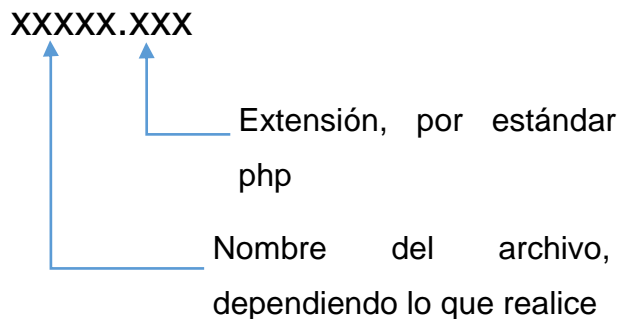 xxxxx.xxx
Extensión, por estándar
php
Nombre del archivo,
dependiendo lo que realice